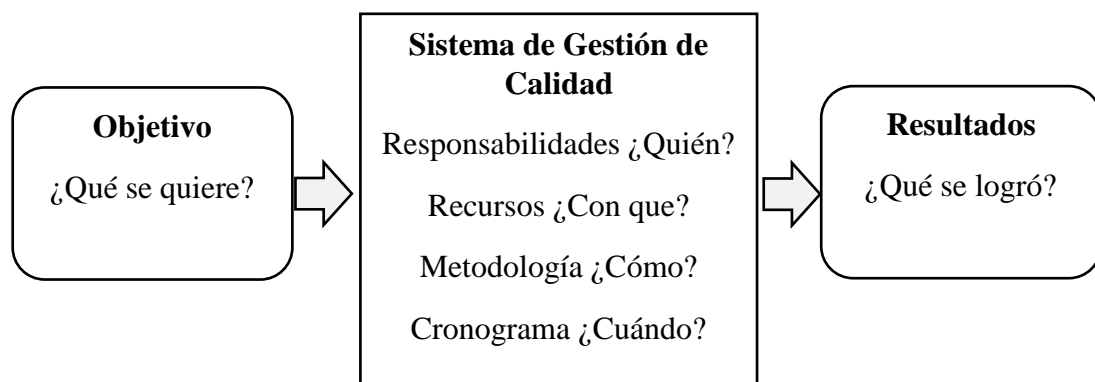 Objetivo
¿Qué se quiere?
Sistema de Gestión de
Calidad
Responsabilidades ¿Quién?
Recursos ¿Con que?
Metodología ¿Cómo?
Cronograma ¿Cuándo?
Resultados
¿Qué se logró?